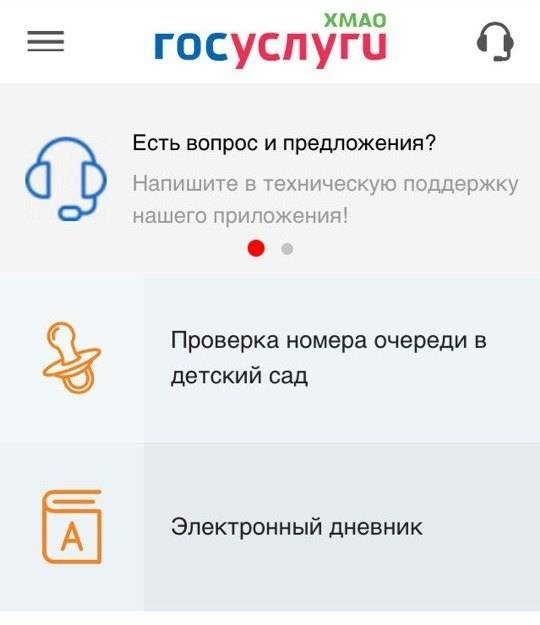 ХМАО
госуслуги
Есть вопрос и предложения?
Напишите в техническую поддержку
нашего приложения!
Проверка номера очереди в
детский сад
А
Электронный дневник